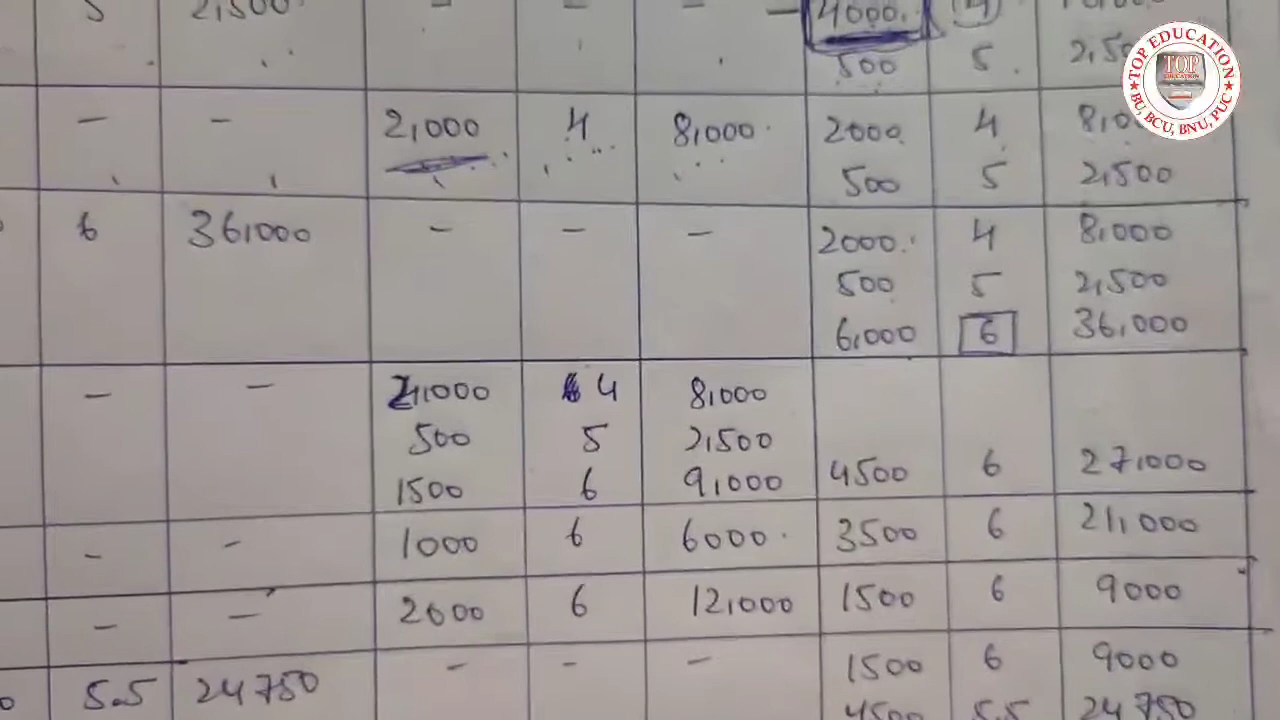 5 2,500 - - - 4000 4
500 5
TOP EDUCATION
TOP
EDUCATION
BU, BCU, BNU, PUC
- - 2,000 4 8,000 2000 4
500 5 2,500
6 36,000 - - - 2000 4 8,000
500 5 2,500
6,000 6 36,000
- - 2,000 4 8,000
500 5 2,500
1500 6 9,000 4500 6 27,000
- - 1000 6 6000 3500 6 21,000
- - 2000 6 12,000 1500 6 9000
- - - 1500 6 9000
5.5 24750 4500 5.5 24750